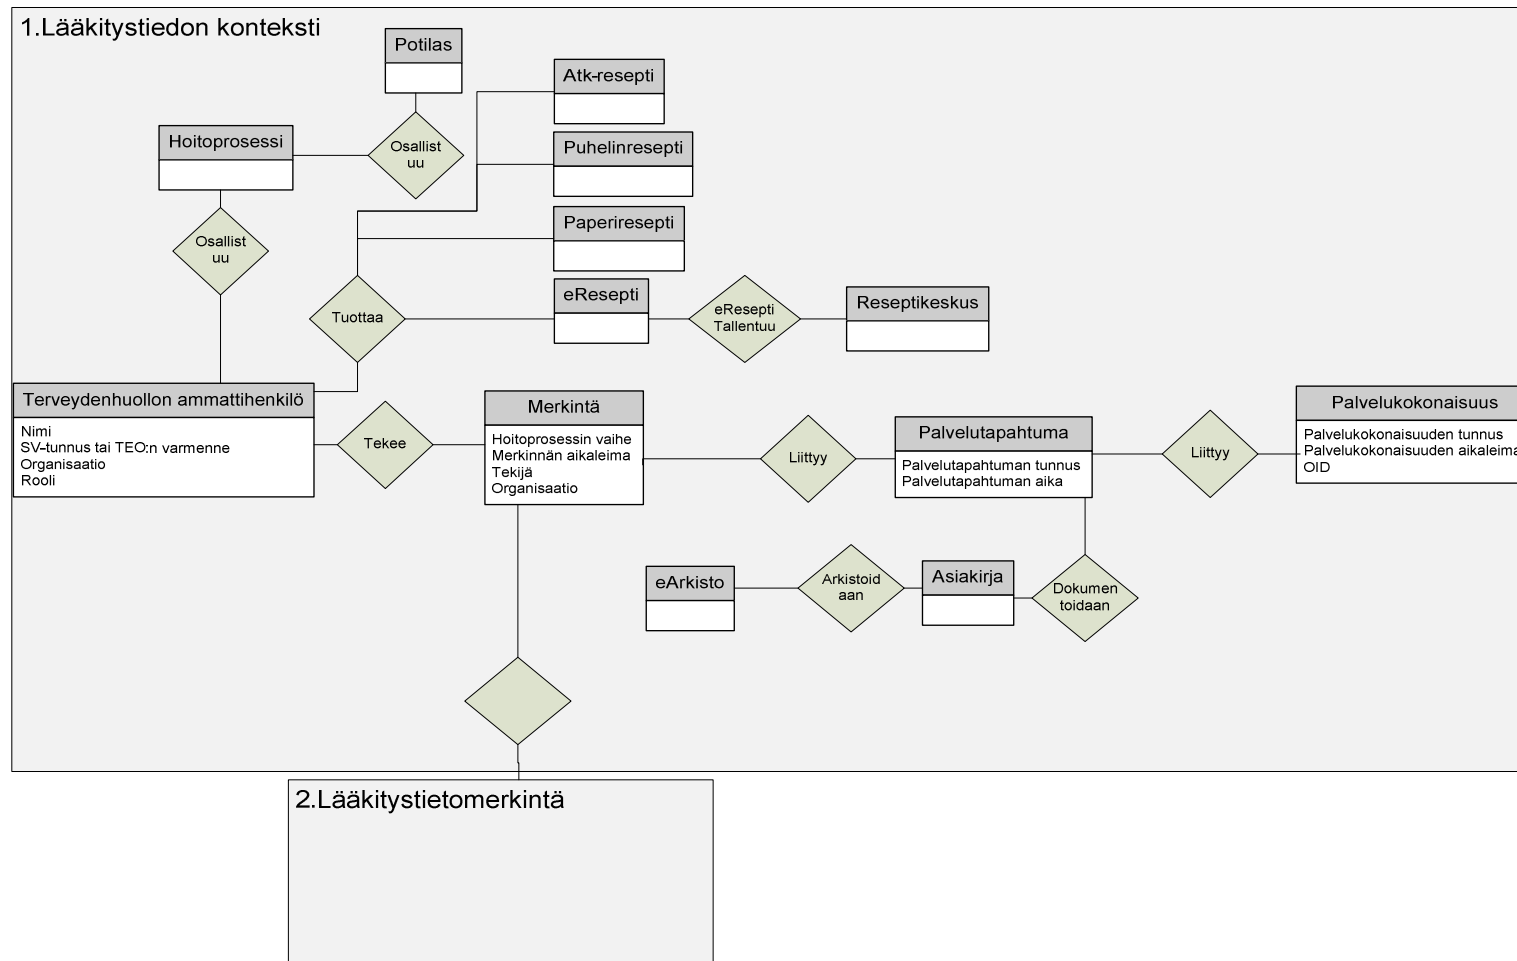 1.Lääkitystiedon konteksti
Potilas
Atk-resepti
Hoitoprosessi
Osallist
uu
Puhelinresepti
Osallist
uu
Paperiresepti
Tuottaa
eResepti
eResepti
Tallentuu
Reseptikeskus
Terveydenhuollon ammattihenkilö
Nimi
SV-tunnus tai TEO:n varmenne
Organisaatio
Rooli
Tekee
Merkintä
Hoitoprosessin vaihe
Merkinnän aikaleima
Tekijä
Organisaatio
Liittyy
Palvelutapahtuma
Palvelutapahtuman tunnus
Palvelutapahtuman aika
Liittyy
Palvelukokonaisuus
Palvelukokonaisuuden tunnus
Palvelukokonaisuuden aikaleima
OID
eArkisto
Arkistoid
aan
Asiakirja
Dokumen
toidaan
2.Lääkitystietomerkintä